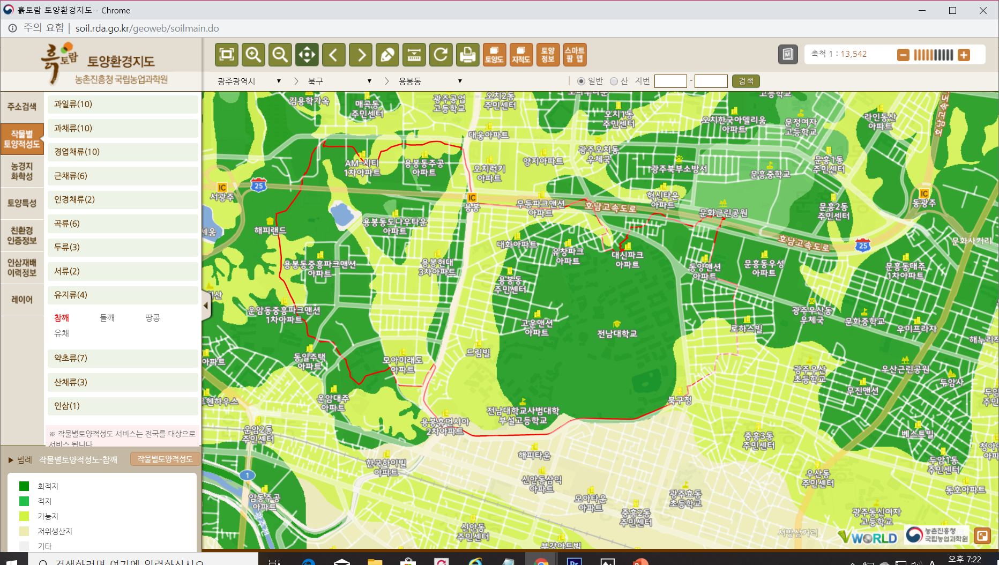 흙토람 토양환경지도 - Chrome
주의 요함 | soil.rda.go.kr/geoweb/soilmain.do
흙토람 토양환경지도
농촌진흥청 국립농업과학원
토양도 지적도 토양정보 스마트팜 맵
축척 1 : 13,542
광주광역시 북구 용봉동
일반 산 지번 - 검색
주소검색
작물별
토양적성도
농경지
화학성
토양특성
친환경
인증정보
인삼재배
이력정보
레이어
과일류(10)
과채류(10)
경엽채류(10)
근채류(6)
인경채류(2)
곡류(6)
두류(3)
서류(2)
유지류(4)
참깨 들깨 땅콩
유채
약초류(7)
산채류(3)
인삼(1)
※ 작물별토양적성도 서비스는 전국를 대상으로
서비스 됩니다
▶ 범례 작물별토양적성도-참깨 작물별토양적성도
최적지
적지
가능지
저위생산지
기타
김용학가옥
매곡동
주민센터
광주공업
고등학교
오치2동
주민센터
오치1동
주민센터
고등학교
오치한국아델리움
아파트
문정여자
고등학교
라인동산
아파트
호남고속도로
대웅아파트
AM-시티
1차아파트
용봉동주공
아파트
오치럭키
아파트
양지아파트
광주오치동
우체국
광주북부소방서
문흥중학교
문흥1동
주민센터
IC
서광주
25
IC
용봉
무등파크맨션
아파트
호남고속도로
혁신타운
아파트
문화근린공원
문흥2동
주민센터
IC
동광주
해피랜드
용봉동도나우타운
아파트
대화아파트
유창파크
아파트
대신파크
아파트
호남고속도로
25
문화사거리
용봉동중흥파크맨션
아파트
용봉현대
3차아파트
용봉동
주민센터
동양맨션
아파트
문흥동우성
아파트
문흥동대주
1차아파트
운암동중흥파크맨션
1차아파트
고운맨션
아파트
전남대학교
광주우산동
우체국
문화중학교
우미프라자
로하스빌
동일주택
아파트
모아미래도
아파트
드림빌
광주우산
초등학교
우산근린공원
두암사
무진맨션
운암대주
아파트
북구청
전남대학교사범대학
부설고등학교
용봉휴먼시아
2차아파트
운암2동
주민센터
중흥3동
주민센터
베스트빌
해피타운
한국하이빌
아파트
신안동삼익
아파트
우산동
주민센터
두암1동
주민센터
1
임동주공
아파트
모아타운
아파트
광주효동
초등학교
동호아파트
중흥2동
주민센터
광주동신여자
고등학교
신안동
주민센터
서방삼거리
부강아트빌
VWORLD
농촌진흥청
국립농업과학원
검색하려면 여기에 입력하십시오
오후 7:22